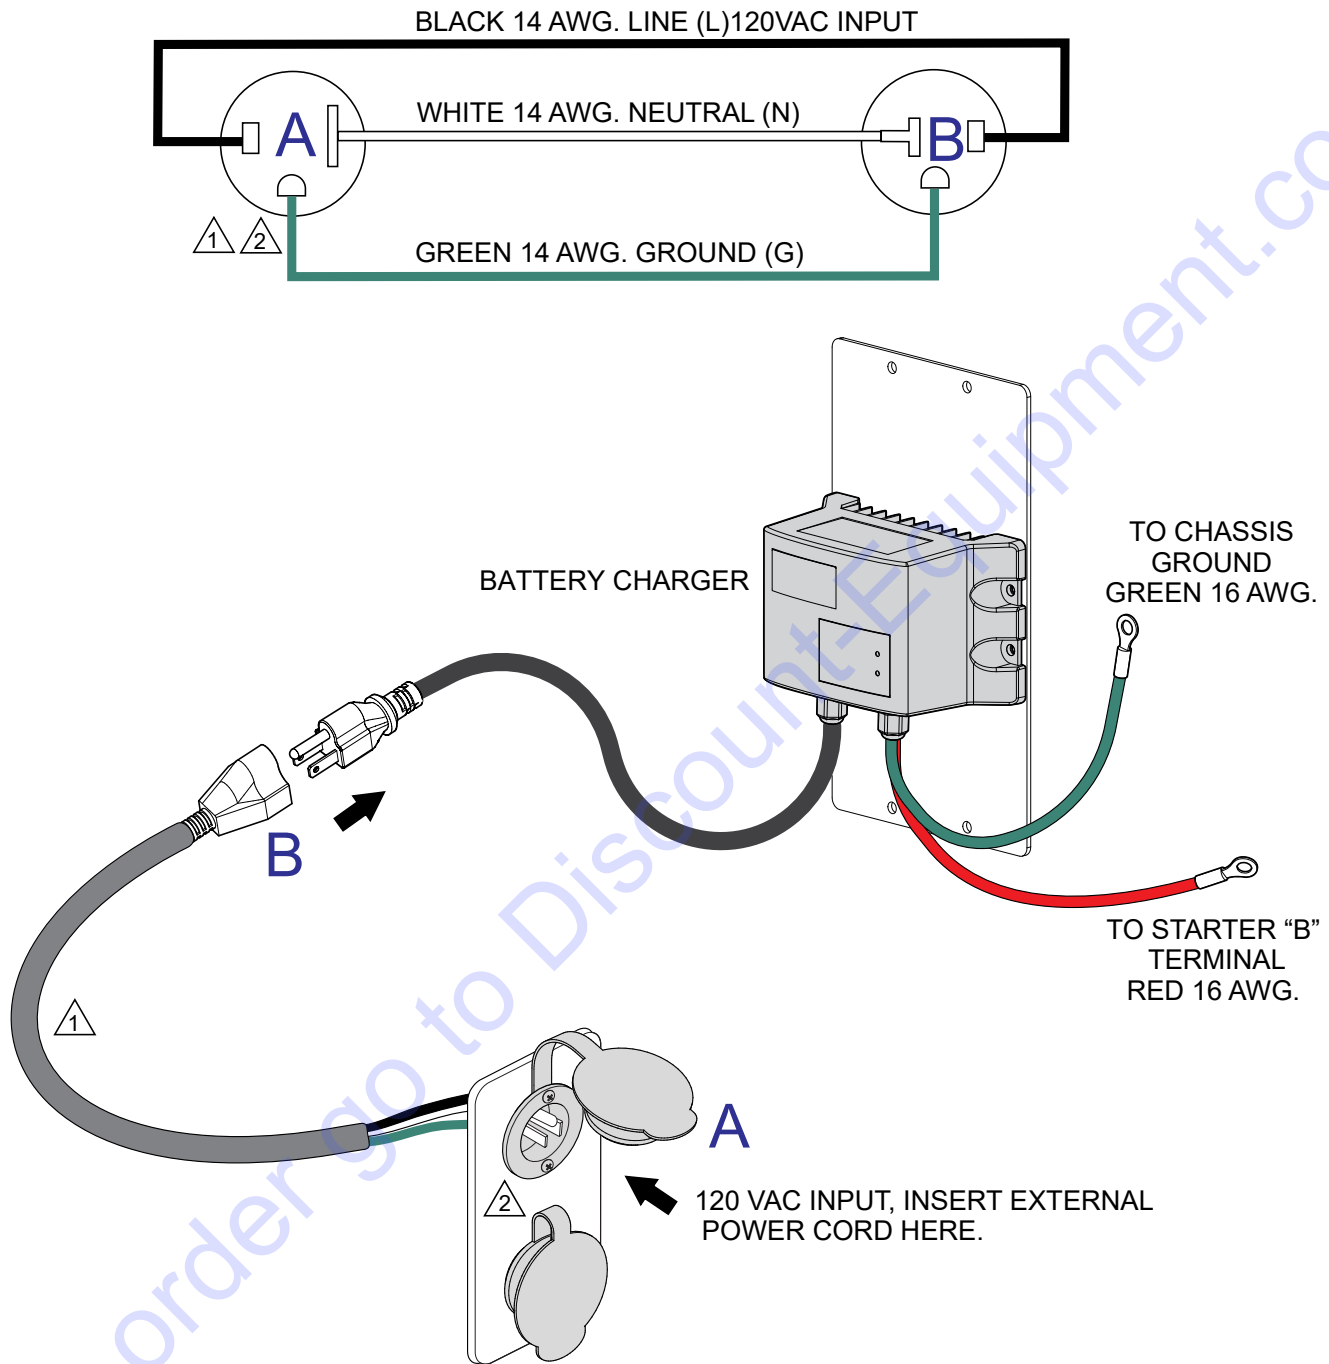 BLACK 14 AWG. LINE (L)120VAC INPUT
A
WHITE 14 AWG. NEUTRAL (N)
B
1
2
GREEN 14 AWG. GROUND (G)
BATTERY CHARGER
TO CHASSIS
GROUND
GREEN 16 AWG.
B
TO STARTER “B”
TERMINAL
RED 16 AWG.
1
A
2
120 VAC INPUT, INSERT EXTERNAL
POWER CORD HERE.
order go to Discount-Equipment.co